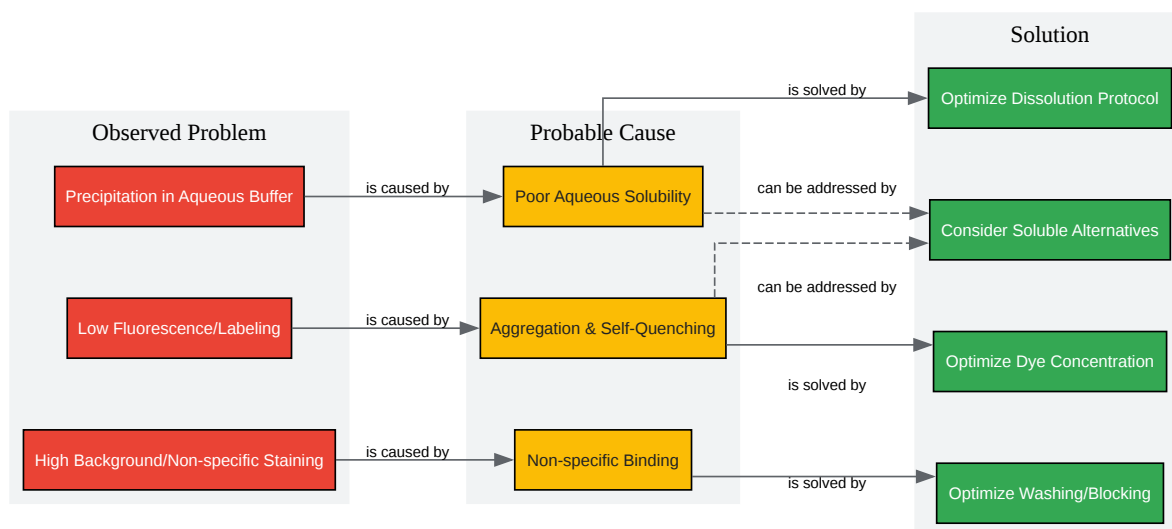 Solution
Observed Problem
Probable Cause
is solved by
Optimize Dissolution Protocol
Precipitation in Aqueous Buffer
is caused by
Poor Aqueous Solubility
can be addressed by
Consider Soluble Alternatives
can be addressed by
Low Fluorescence/Labeling
is caused by
Aggregation & Self-Quenching
Optimize Dye Concentration
is solved by
High Background/Non-specific Staining
is caused by
Non-specific Binding
is solved by
Optimize Washing/Blocking